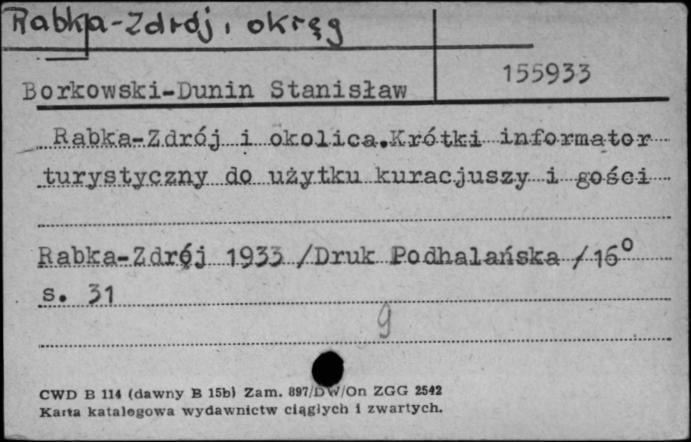 Rabka-Zdrój, okręg
155933
Borkowski-Dunin Stanisław
Rabka-Zdrój i okolica.Krótki informator
turystyczny do użytku kuracjuszy i gości
Rabka-Zdrój 1933 /Druk Podhalańska / 16°
s. 31
9
CWD B 114 (dawny B 15b) Zam. 897/DW/On ZGG 2542
Karta katalogowa wydawnictw ciągłych i zwartych.